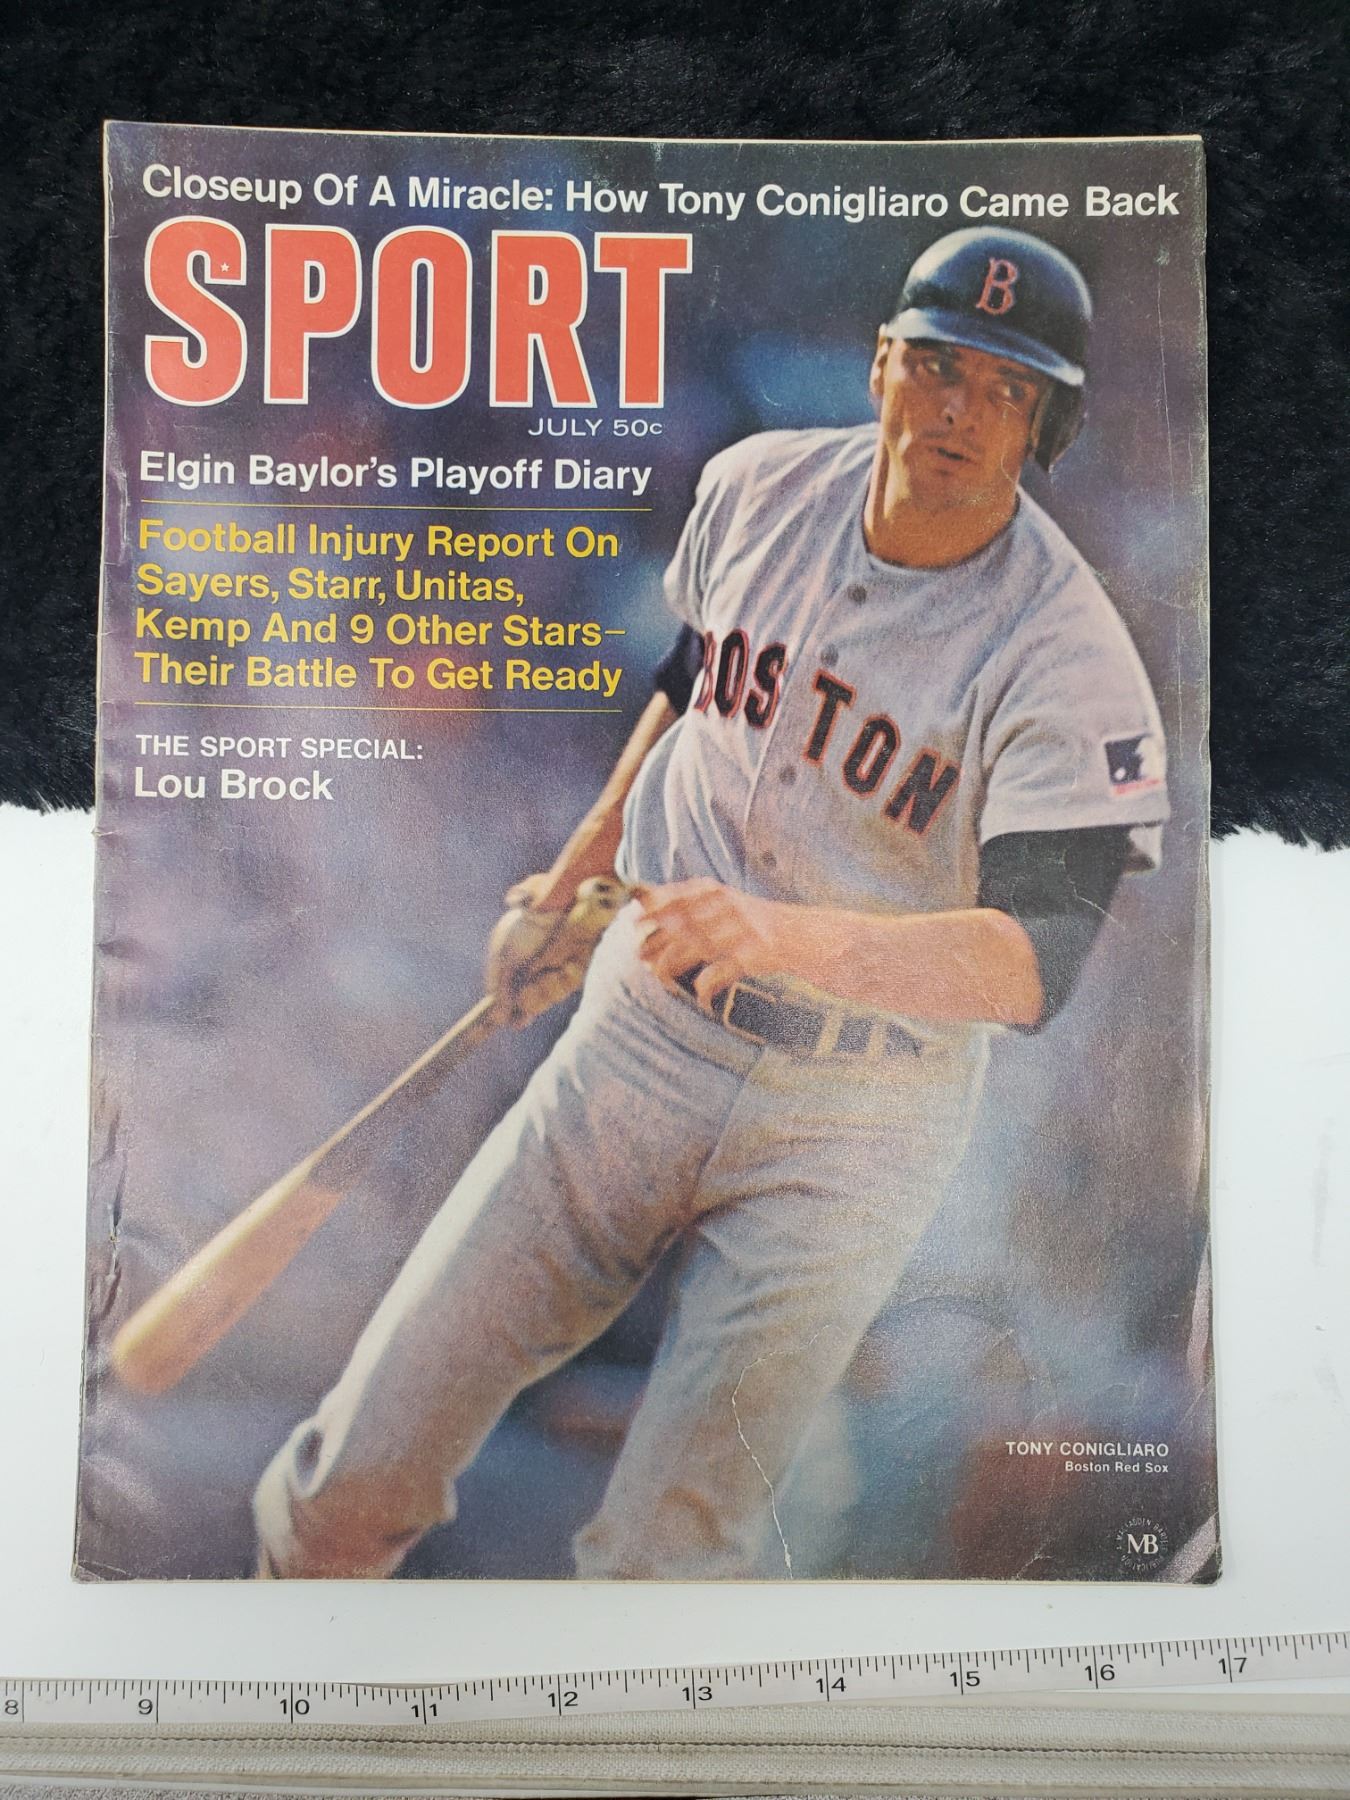 Closeup Of A Miracle: How Tony Conigliaro Came Back
SPORT
JULY 50c
Elgin Baylor's Playoff Diary
Football Injury Report On
Sayers, Starr, Unitas,
Kemp And 9 Other Stars–
Their Battle To Get Ready
THE SPORT SPECIAL:
Lou Brock
B
BOSTON
TONY CONIGLIARO
Boston Red Sox
MB
8 9 10 11 12 13 14 15 16 17